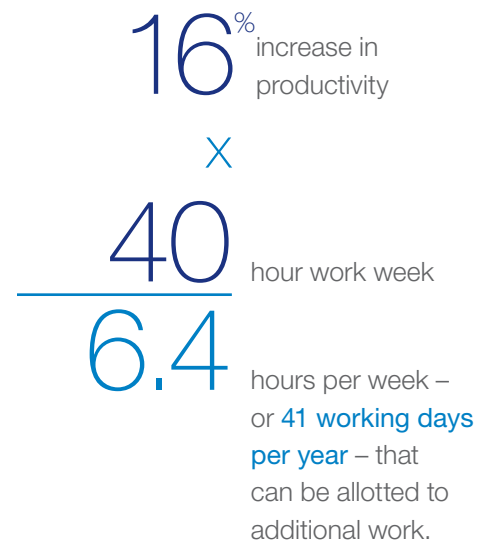 16% increase in
productivity
X
40 hour work week
6.4 hours per week –
or 41 working days
per year – that
can be allotted to
additional work.